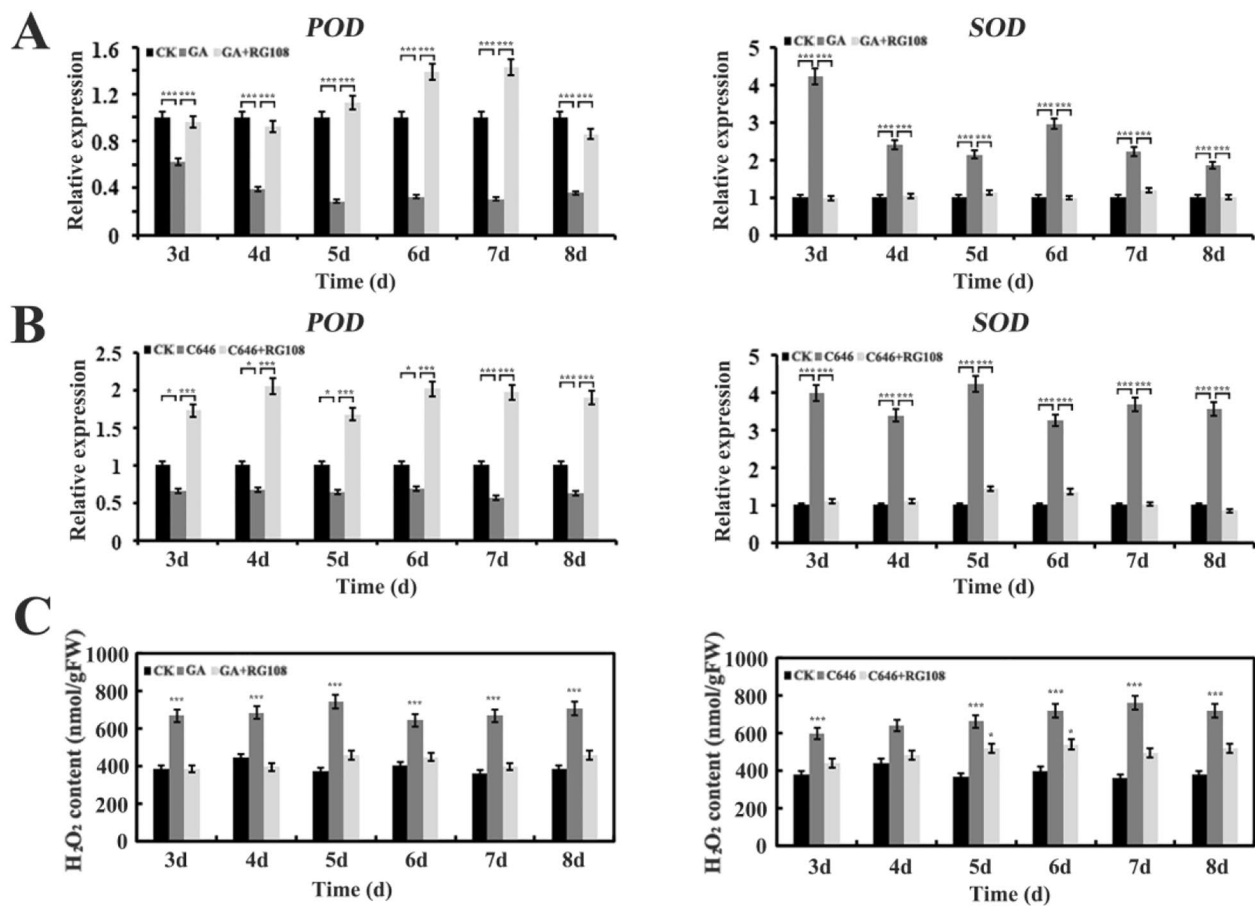 A
POD
CK GA GA+RG108
Relative expression
1.6
1.2
0.8
0.4
0
*** *** *** *** *** *** *** *** *** *** *** ***
3d 4d 5d 6d 7d 8d
Time (d)
SOD
CK GA GA+RG108
Relative expression
5
4
3
2
1
0
*** *** *** *** *** *** *** *** *** *** *** ***
3d 4d 5d 6d 7d 8d
Time (d)
B
POD
CK C646 C646+RG108
Relative expression
2.5
2
1.5
1
0.5
0
* *** * *** * *** * *** *** *** *** ***
3d 4d 5d 6d 7d 8d
Time (d)
SOD
CK C646 C646+RG108
Relative expression
5
4
3
2
1
0
*** *** *** *** *** *** *** *** *** *** *** ***
3d 4d 5d 6d 7d 8d
Time (d)
C
CK GA GA+RG108
H₂O₂ content (nmol/gFW)
1000
800
600
400
200
0
*** *** *** *** *** ***
3d 4d 5d 6d 7d 8d
Time (d)
CK C646 C646+RG108
H₂O₂ content (nmol/gFW)
1000
800
600
400
200
0
*** *** * *** * *** ***
3d 4d 5d 6d 7d 8d
Time (d)